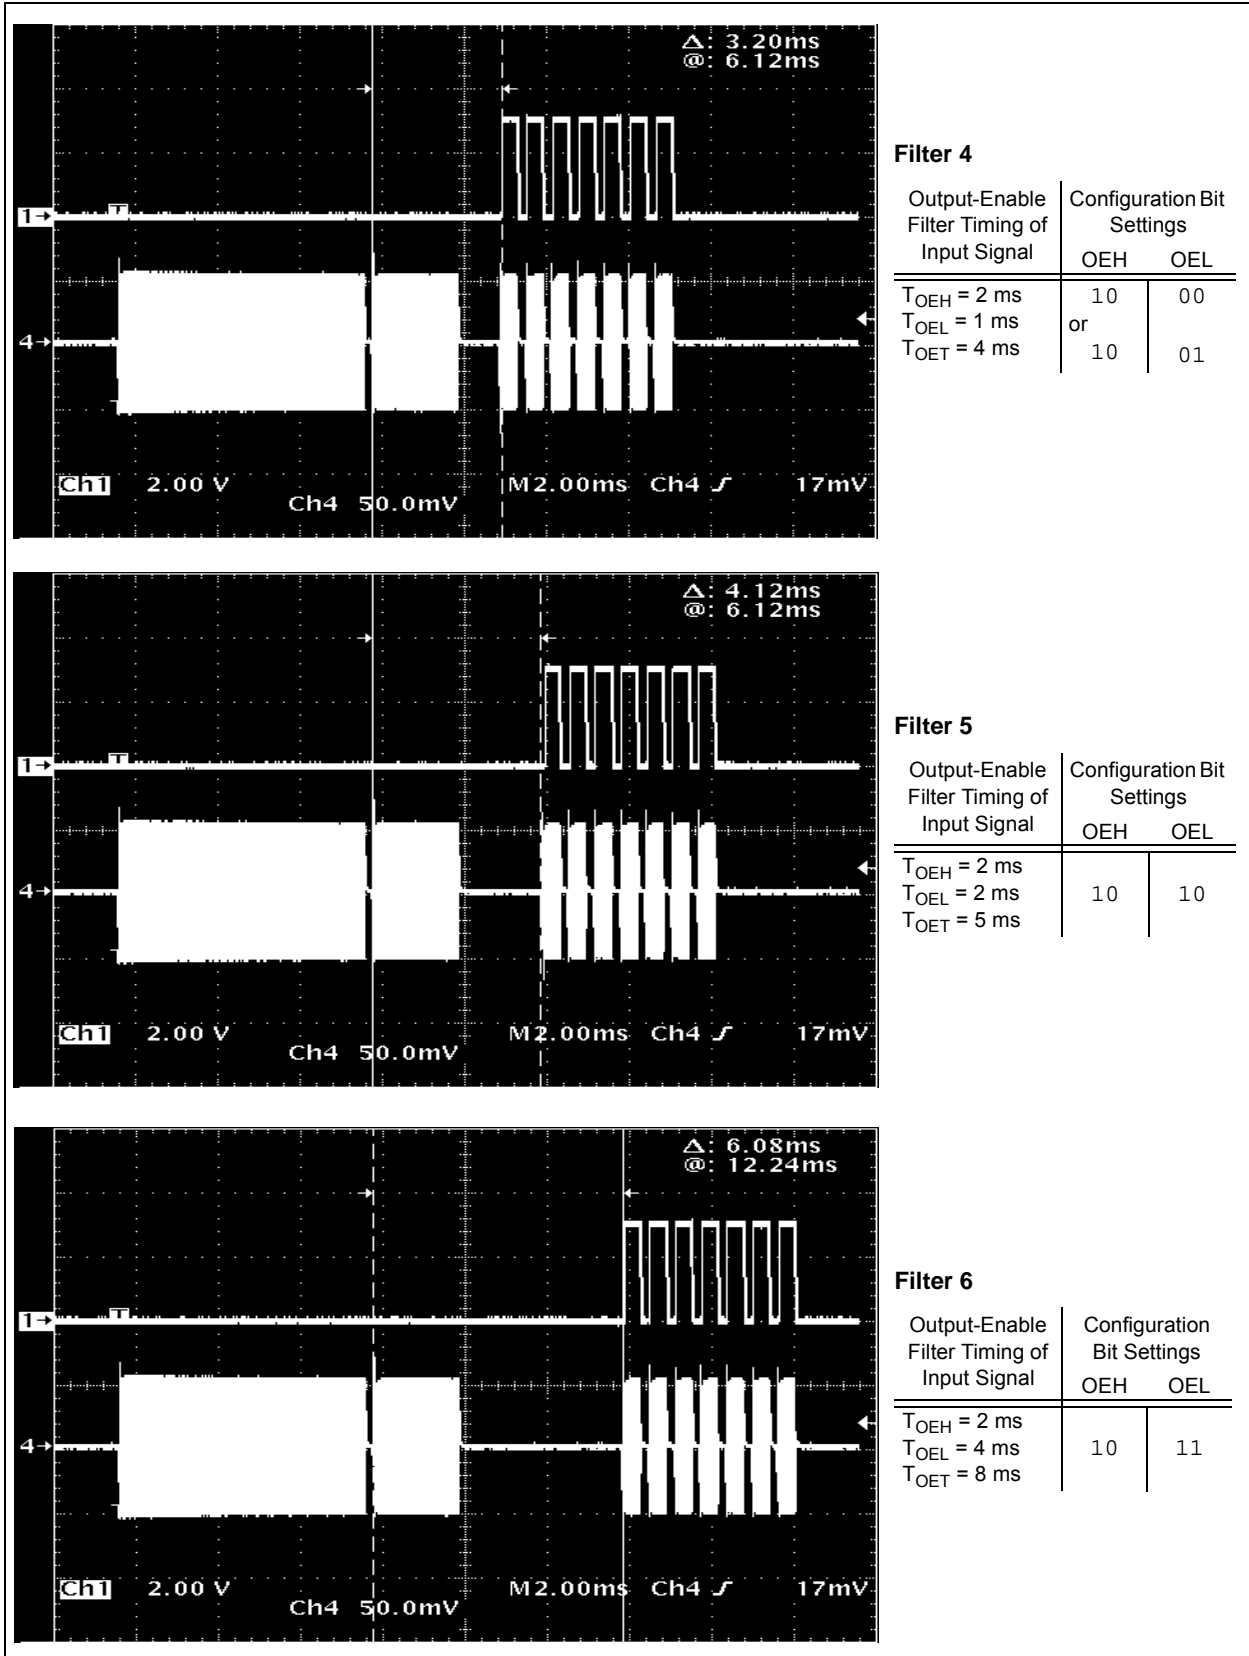 Δ: 3.20ms
@: 6.12ms
1→
T
4→
Ch1 2.00 V
Ch4 50.0mV
M2.00ms Ch4 ƒ 17mV
Filter 4
Output-Enable Filter Timing of Input Signal
Configuration Bit Settings
OEH OEL
TOEH = 2 ms 10 00
TOEL = 1 ms or
TOET = 4 ms 10 01
Δ: 4.12ms
@: 6.12ms
1→
T
4→
Ch1 2.00 V
Ch4 50.0mV
M2.00ms Ch4 ƒ 17mV
Filter 5
Output-Enable Filter Timing of Input Signal
Configuration Bit Settings
OEH OEL
TOEH = 2 ms
TOEL = 2 ms 10 10
TOET = 5 ms
Δ: 6.08ms
@: 12.24ms
1→
T
4→
Ch1 2.00 V
Ch4 50.0mV
M2.00ms Ch4 ƒ 17mV
Filter 6
Output-Enable Filter Timing of Input Signal
Configuration Bit Settings
OEH OEL
TOEH = 2 ms
TOEL = 4 ms 10 11
TOET = 8 ms